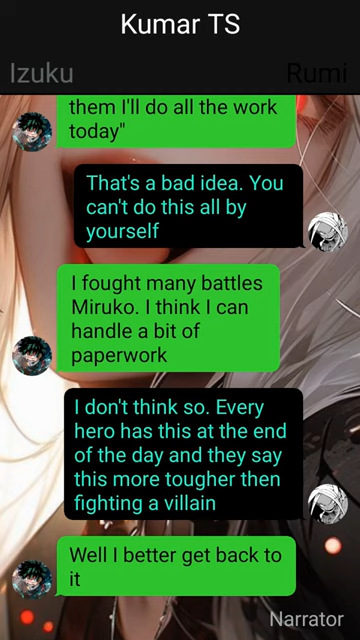 Kumar TS
Izuku
Rumi
them I'll do all the work
today"
That's a bad idea. You
can't do this all by
yourself
I fought many battles
Miruko. I think I can
handle a bit of
paperwork
I don't think so. Every
hero has this at the end
of the day and they say
this more tougher then
fighting a villain
Well I better get back to
it
Narrator